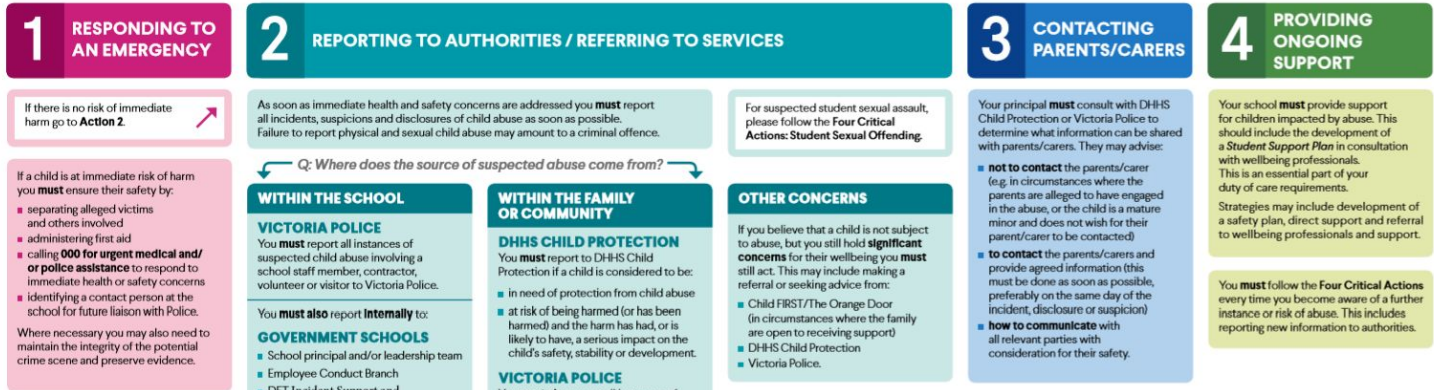 1 RESPONDING TO
AN EMERGENCY
If there is no risk of immediate
harm go to Action 2.
If a child is at immediate risk of harm
you must ensure their safety by:
separating alleged victims
and others involved
administering first aid
calling 000 for urgent medical and/
or police assistance to respond to
immediate health or safety concerns
identifying a contact person at the
school for future liaison with Police.
Where necessary you may also need to
maintain the integrity of the potential
crime scene and preserve evidence.
2 REPORTING TO AUTHORITIES / REFERRING TO SERVICES
As soon as immediate health and safety concerns are addressed you must report
all incidents, suspicions and disclosures of child abuse as soon as possible.
Failure to report physical and sexual child abuse may amount to a criminal offence.
For suspected student sexual assault,
please follow the Four Critical
Actions: Student Sexual Offending.
Q: Where does the source of suspected abuse come from?
WITHIN THE SCHOOL
VICTORIA POLICE
You must report all instances of
suspected child abuse involving a
school staff member, contractor,
volunteer or visitor to Victoria Police.
You must also report internally to:
GOVERNMENT SCHOOLS
School principal and/or leadership team
Employee Conduct Branch
DET Incident Support and
WITHIN THE FAMILY
OR COMMUNITY
DHHS CHILD PROTECTION
You must report to DHHS Child
Protection if a child is considered to be:
in need of protection from child abuse
at risk of being harmed (or has been
harmed) and the harm has had, or is
likely to have, a serious impact on the
child's safety, stability or development.
VICTORIA POLICE
OTHER CONCERNS
If you believe that a child is not subject
to abuse, but you still hold significant
concerns for their wellbeing you must
still act. This may include making a
referral or seeking advice from:
Child FIRST/The Orange Door
(in circumstances where the family
are open to receiving support)
DHHS Child Protection
Victoria Police.
3 CONTACTING
PARENTS/CARERS
Your principal must consult with DHHS
Child Protection or Victoria Police to
determine what information can be shared
with parents/carers. They may advise:
not to contact the parents/carer
(e.g. in circumstances where the
parents are alleged to have engaged
in the abuse, or the child is a mature
minor and does not wish for their
parent/carer to be contacted)
to contact the parents/carers and
provide agreed information (this
must be done as soon as possible,
preferably on the same day of the
incident, disclosure or suspicion)
how to communicate with
all relevant parties with
consideration for their safety.
4 PROVIDING
ONGOING
SUPPORT
Your school must provide support
for children impacted by abuse. This
should include the development of
a Student Support Plan in consultation
with wellbeing professionals.
This is an essential part of your
duty of care requirements.
Strategies may include development of
a safety plan, direct support and referral
to wellbeing professionals and support.
You must follow the Four Critical Actions
every time you become aware of a further
instance or risk of abuse. This includes
reporting new information to authorities.